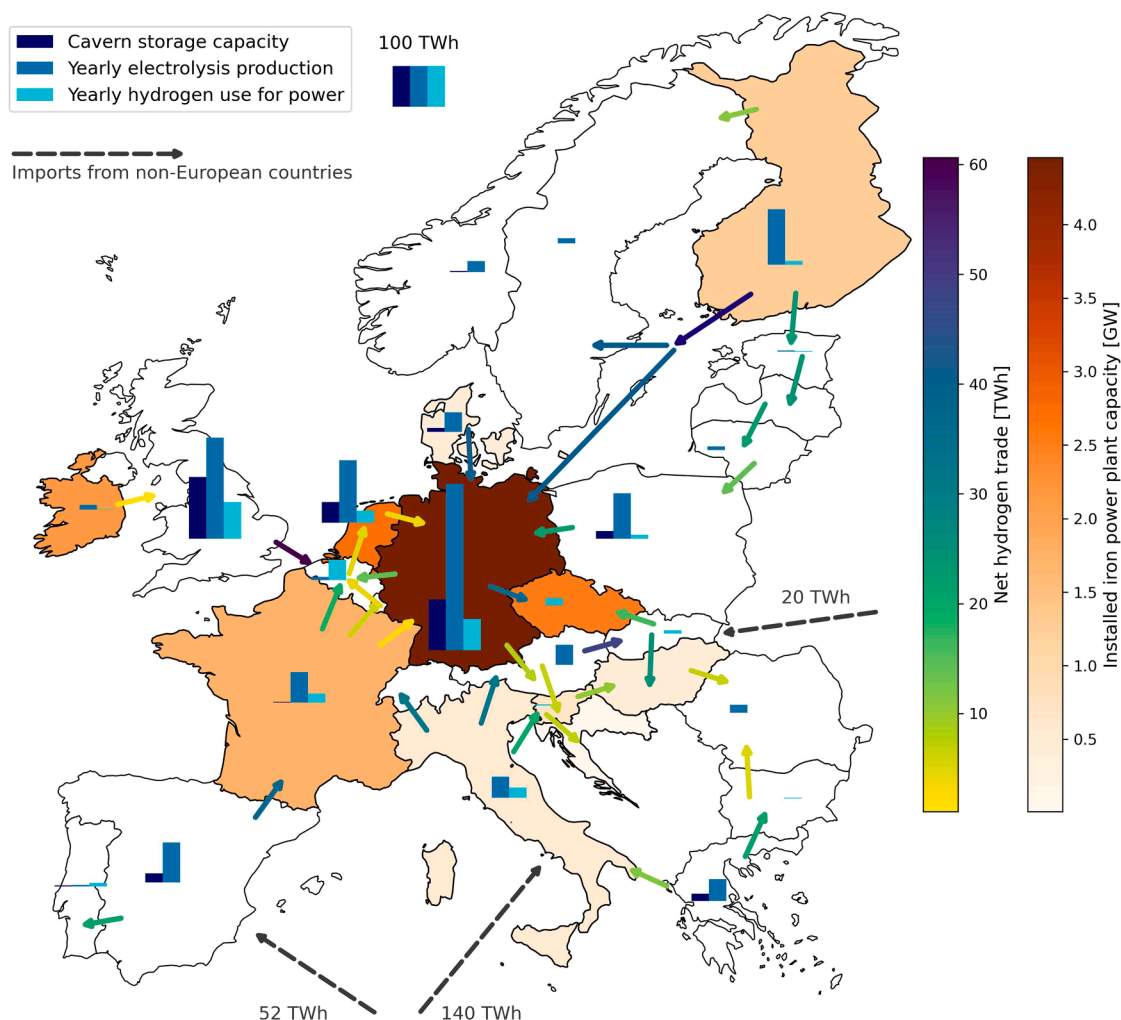 Cavern storage capacity
Yearly electrolysis production
Yearly hydrogen use for power
100 TWh
Imports from non-European countries
60
50
40
30
20
10
Net hydrogen trade [TWh]
4.0
3.5
3.0
2.5
2.0
1.5
1.0
0.5
Installed iron power plant capacity [GW]
20 TWh
52 TWh
140 TWh